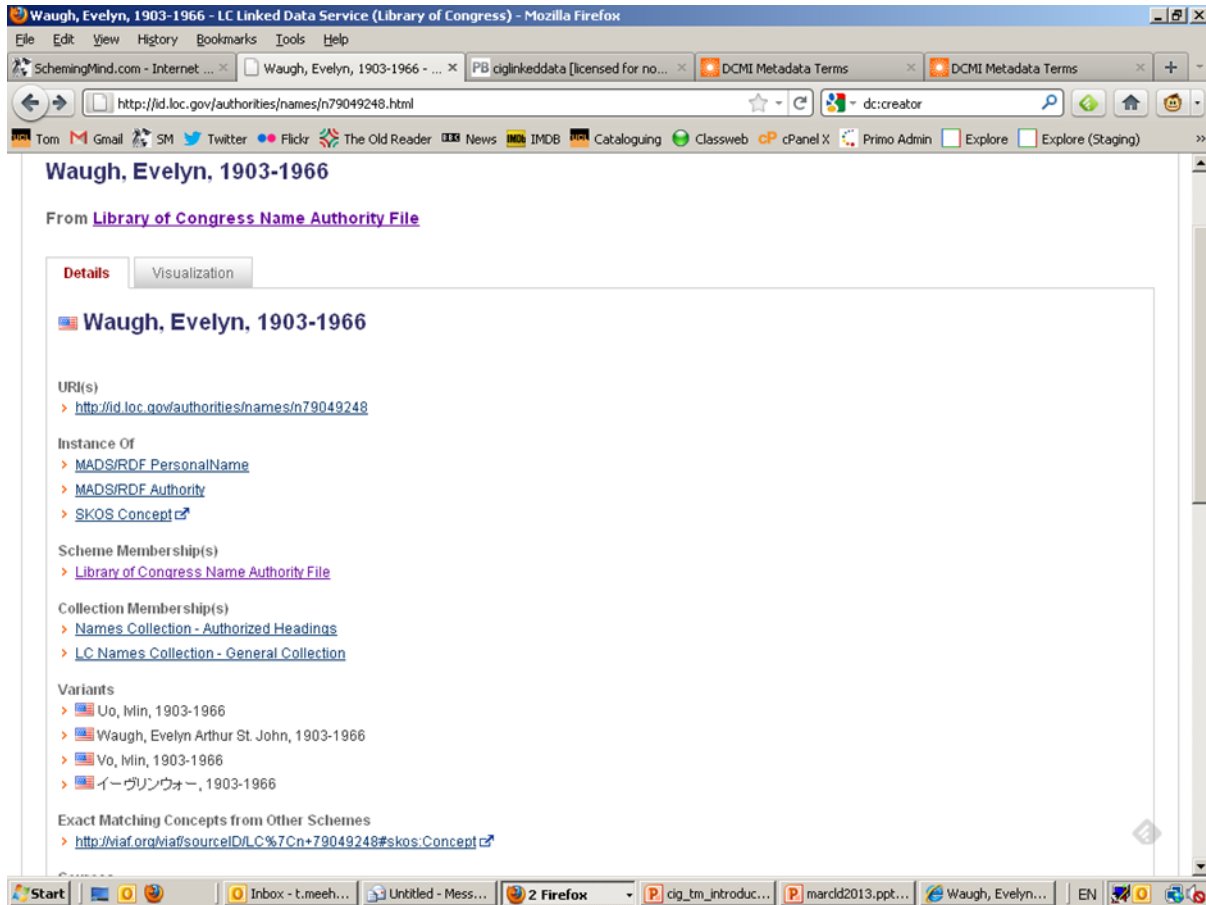 Waugh, Evelyn, 1903-1966 - LC Linked Data Service (Library of Congress) - Mozilla Firefox
File Edit View History Bookmarks Tools Help
SchemingMind.com - Internet ... Waugh, Evelyn, 1903-1966 - ... PB ciglinkeddata [licensed for no... DCMI Metadata Terms DCMI Metadata Terms
http://id.loc.gov/authorities/names/n79049248.html dc:creator
UCL Tom Gmail SM Twitter Flickr The Old Reader BBC News IMDb IMDB UCL Cataloguing Classweb cP cPanel X Primo Admin Explore Explore (Staging) »
Waugh, Evelyn, 1903-1966
From Library of Congress Name Authority File
Details Visualization
Waugh, Evelyn, 1903-1966
URI(s)
http://id.loc.gov/authorities/names/n79049248
Instance Of
MADS/RDF PersonalName
MADS/RDF Authority
SKOS Concept
Scheme Membership(s)
Library of Congress Name Authority File
Collection Membership(s)
Names Collection - Authorized Headings
LC Names Collection - General Collection
Variants
Uo, Ivlin, 1903-1966
Waugh, Evelyn Arthur St. John, 1903-1966
Vo, Ivlin, 1903-1966
イーヴリンウォー, 1903-1966
Exact Matching Concepts from Other Schemes
http://viaf.org/viaf/sourceID/LC%7Cn+79049248#skos:Concept
Start Inbox - t.meeh... Untitled - Mess... 2 Firefox cig_tm_introduc... marcld2013.ppt... Waugh, Evelyn... EN